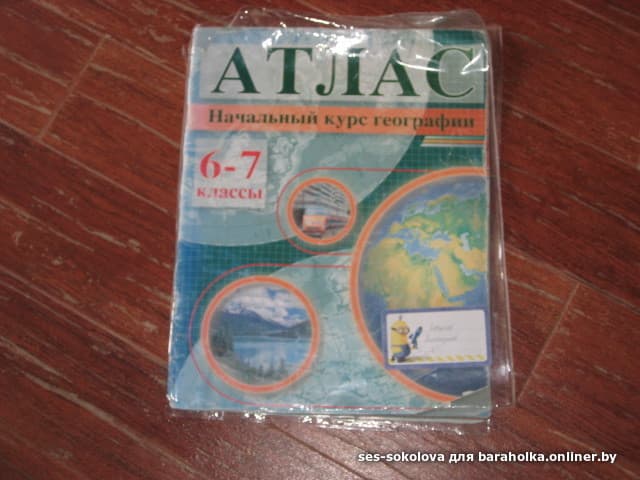 АТЛАС
Начальный курс географии
6-7
классы
ses-sokolova для baraholka.onliner.by